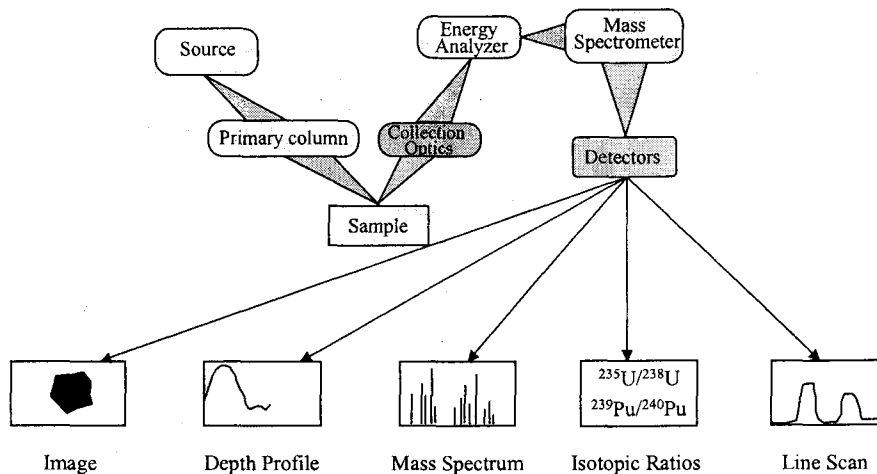 Source
Energy
Analyzer
Mass
Spectrometer
Primary column
Collection
Optics
Detectors
Sample
²³⁵U/²³⁸U
²³⁹Pu/²⁴⁰Pu
Image
Depth Profile
Mass Spectrum
Isotopic Ratios
Line Scan